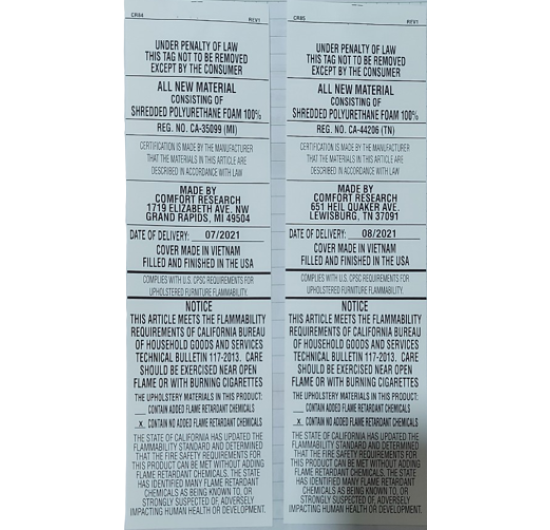 CR84 REV1
UNDER PENALTY OF LAW
THIS TAG NOT TO BE REMOVED
EXCEPT BY THE CONSUMER
ALL NEW MATERIAL
CONSISTING OF
SHREDDED POLYURETHANE FOAM 100%
REG. NO. CA-35099 (MI)
CERTIFICATION IS MADE BY THE MANUFACTURER
THAT THE MATERIALS IN THIS ARTICLE ARE
DESCRIBED IN ACCORDANCE WITH LAW
MADE BY
COMFORT RESEARCH
1719 ELIZABETH AVE. NW
GRAND RAPIDS, MI 49504
DATE OF DELIVERY: 07/2021
COVER MADE IN VIETNAM
FILLED AND FINISHED IN THE USA
COMPLIES WITH U.S. CPSC REQUIREMENTS FOR
UPHOLSTERED FURNITURE FLAMMABILITY.
NOTICE
THIS ARTICLE MEETS THE FLAMMABILITY
REQUIREMENTS OF CALIFORNIA BUREAU
OF HOUSEHOLD GOODS AND SERVICES
TECHNICAL BULLETIN 117-2013. CARE
SHOULD BE EXERCISED NEAR OPEN
FLAME OR WITH BURNING CIGARETTES
THE UPHOLSTERY MATERIALS IN THIS PRODUCT:
___ CONTAIN ADDED FLAME RETARDANT CHEMICALS
X CONTAIN NO ADDED FLAME RETARDANT CHEMICALS
THE STATE OF CALIFORNIA HAS UPDATED THE
FLAMMABILITY STANDARD AND DETERMINED
THAT THE FIRE SAFETY REQUIREMENTS FOR
THIS PRODUCT CAN BE MET WITHOUT ADDING
FLAME RETARDANT CHEMICALS. THE STATE
HAS IDENTIFIED MANY FLAME RETARDANT
CHEMICALS AS BEING KNOWN TO, OR
STRONGLY SUSPECTED OF, ADVERSELY
IMPACTING HUMAN HEALTH OR DEVELOPMENT.
CR85 REV1
UNDER PENALTY OF LAW
THIS TAG NOT TO BE REMOVED
EXCEPT BY THE CONSUMER
ALL NEW MATERIAL
CONSISTING OF
SHREDDED POLYURETHANE FOAM 100%
REG. NO. CA-44206 (TN)
CERTIFICATION IS MADE BY THE MANUFACTURER
THAT THE MATERIALS IN THIS ARTICLE ARE
DESCRIBED IN ACCORDANCE WITH LAW
MADE BY
COMFORT RESEARCH
651 HEIL QUAKER AVE.
LEWISBURG, TN 37091
DATE OF DELIVERY: 08/2021
COVER MADE IN VIETNAM
FILLED AND FINISHED IN THE USA
COMPLIES WITH U.S. CPSC REQUIREMENTS FOR
UPHOLSTERED FURNITURE FLAMMABILITY.
NOTICE
THIS ARTICLE MEETS THE FLAMMABILITY
REQUIREMENTS OF CALIFORNIA BUREAU
OF HOUSEHOLD GOODS AND SERVICES
TECHNICAL BULLETIN 117-2013. CARE
SHOULD BE EXERCISED NEAR OPEN
FLAME OR WITH BURNING CIGARETTES
THE UPHOLSTERY MATERIALS IN THIS PRODUCT:
___ CONTAIN ADDED FLAME RETARDANT CHEMICALS
X CONTAIN NO ADDED FLAME RETARDANT CHEMICALS
THE STATE OF CALIFORNIA HAS UPDATED THE
FLAMMABILITY STANDARD AND DETERMINED
THAT THE FIRE SAFETY REQUIREMENTS FOR
THIS PRODUCT CAN BE MET WITHOUT ADDING
FLAME RETARDANT CHEMICALS. THE STATE
HAS IDENTIFIED MANY FLAME RETARDANT
CHEMICALS AS BEING KNOWN TO, OR
STRONGLY SUSPECTED OF, ADVERSELY
IMPACTING HUMAN HEALTH OR DEVELOPMENT.